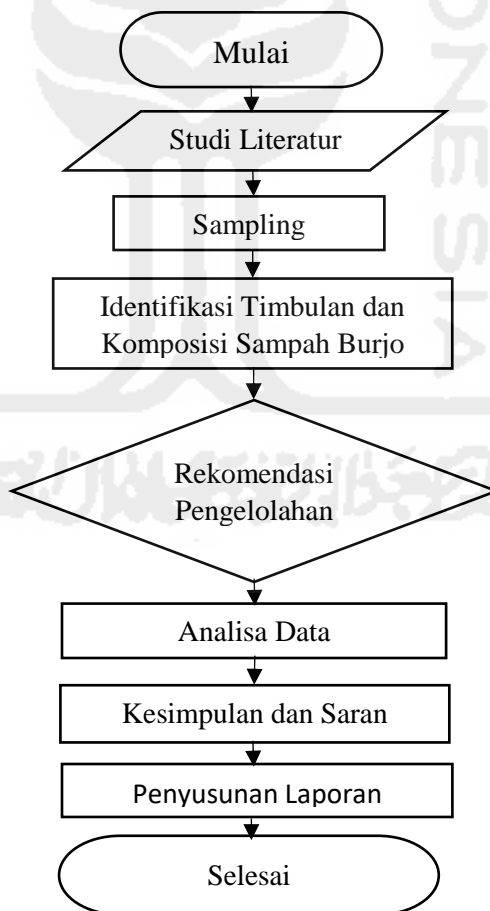 Mulai
Studi Literatur
Sampling
Identifikasi Timbulan dan
Komposisi Sampah Burjo
Rekomendasi
Pengelolahan
Analisa Data
Kesimpulan dan Saran
Penyusunan Laporan
Selesai
ONESIA